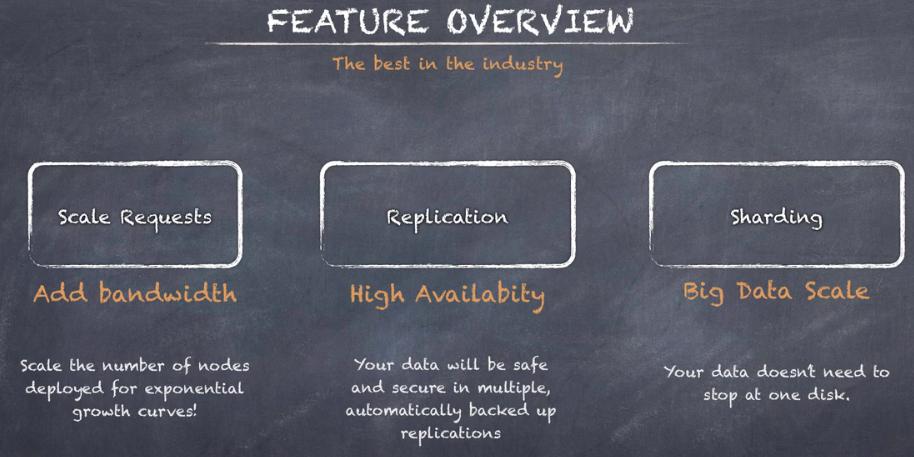 FEATURE OVERVIEW
The best in the industry
Scale Requests
Add bandwidth
Scale the number of nodes
deployed for exponential
growth curves!
Replication
High Availabity
Your data will be safe
and secure in multiple,
automatically backed up
replications
Sharding
Big Data Scale
Your data doesn't need to
stop at one disk.